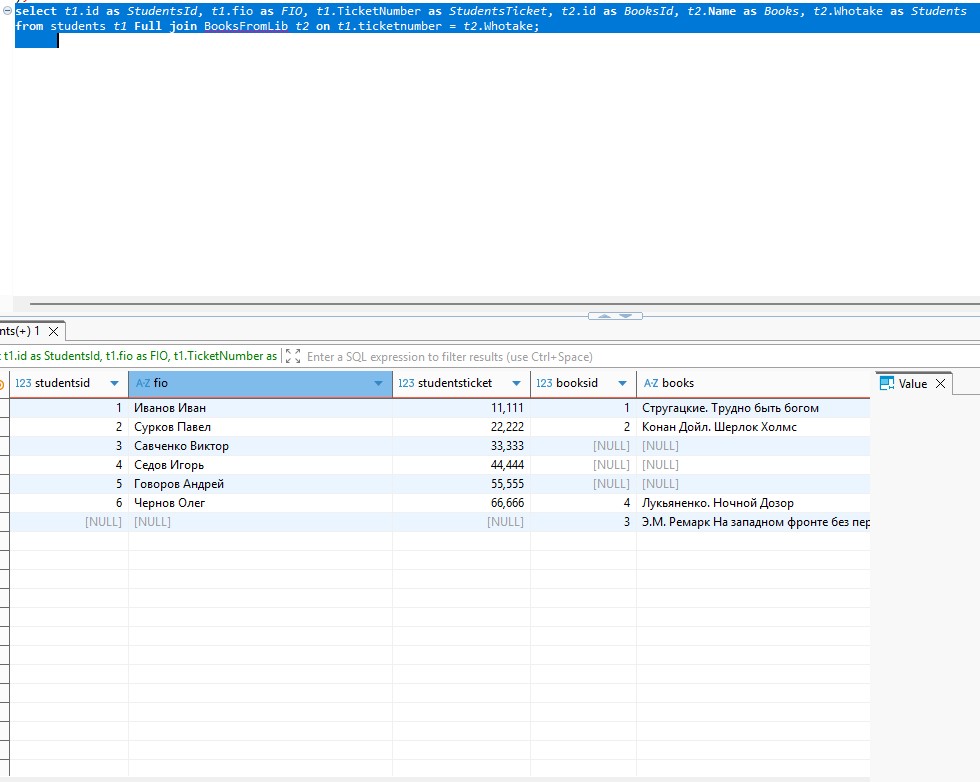 select t1.id as StudentsId, t1.fio as FIO, t1.TicketNumber as StudentsTicket, t2.id as BooksId, t2.Name as Books, t2.Whotake as Students
from students t1 Full join BooksFromLib t2 on t1.ticketnumber = t2.Whotake;
nts(+) 1
t1.id as StudentsId, t1.fio as FIO, t1.TicketNumber as Enter a SQL expression to filter results (use Ctrl+Space)
123 studentsid A-Z fio 123 studentsticket 123 booksid A-Z books Value
1 Иванов Иван 11,111 1 Стругацкие. Трудно быть богом
2 Сурков Павел 22,222 2 Конан Дойл. Шерлок Холмс
3 Савченко Виктор 33,333 [NULL] [NULL]
4 Седов Игорь 44,444 [NULL] [NULL]
5 Говоров Андрей 55,555 [NULL] [NULL]
6 Чернов Олег 66,666 4 Лукьяненко. Ночной Дозор
[NULL] [NULL] [NULL] 3 Э.М. Ремарк На западном фронте без пер